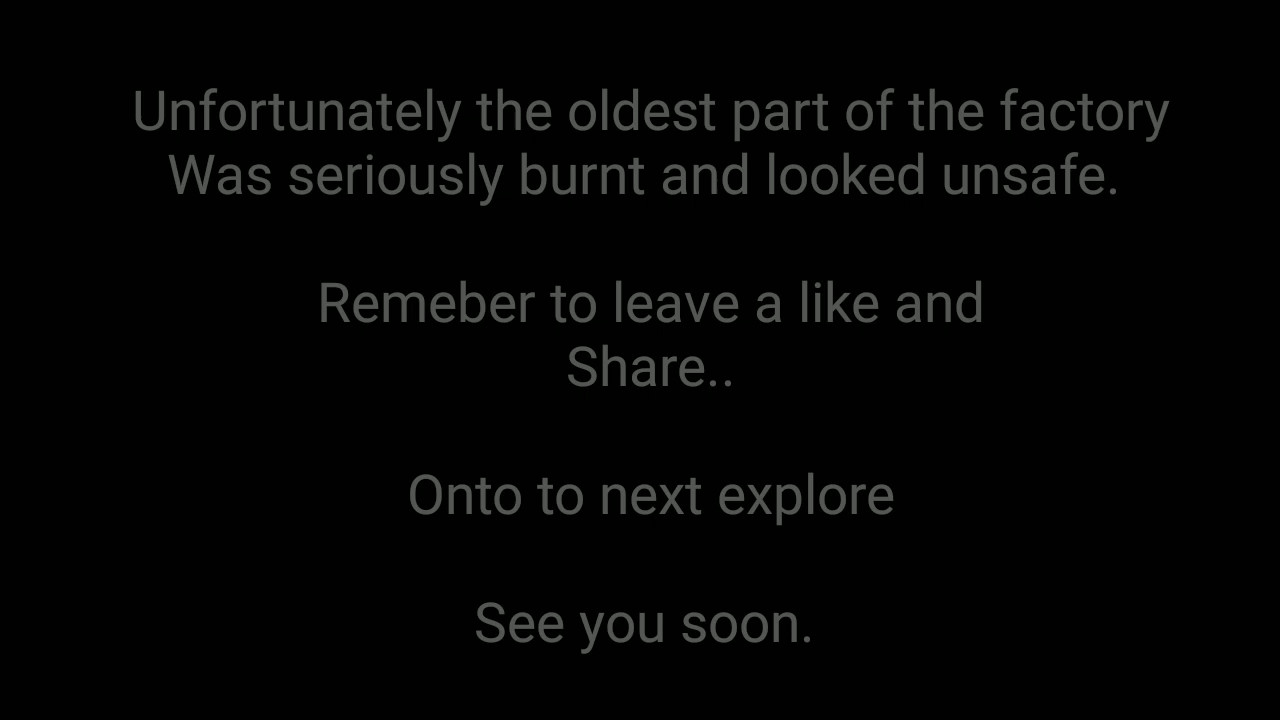 Unfortunately the oldest part of the factory
Was seriously burnt and looked unsafe.
Remeber to leave a like and
Share..
Onto to next explore
See you soon.